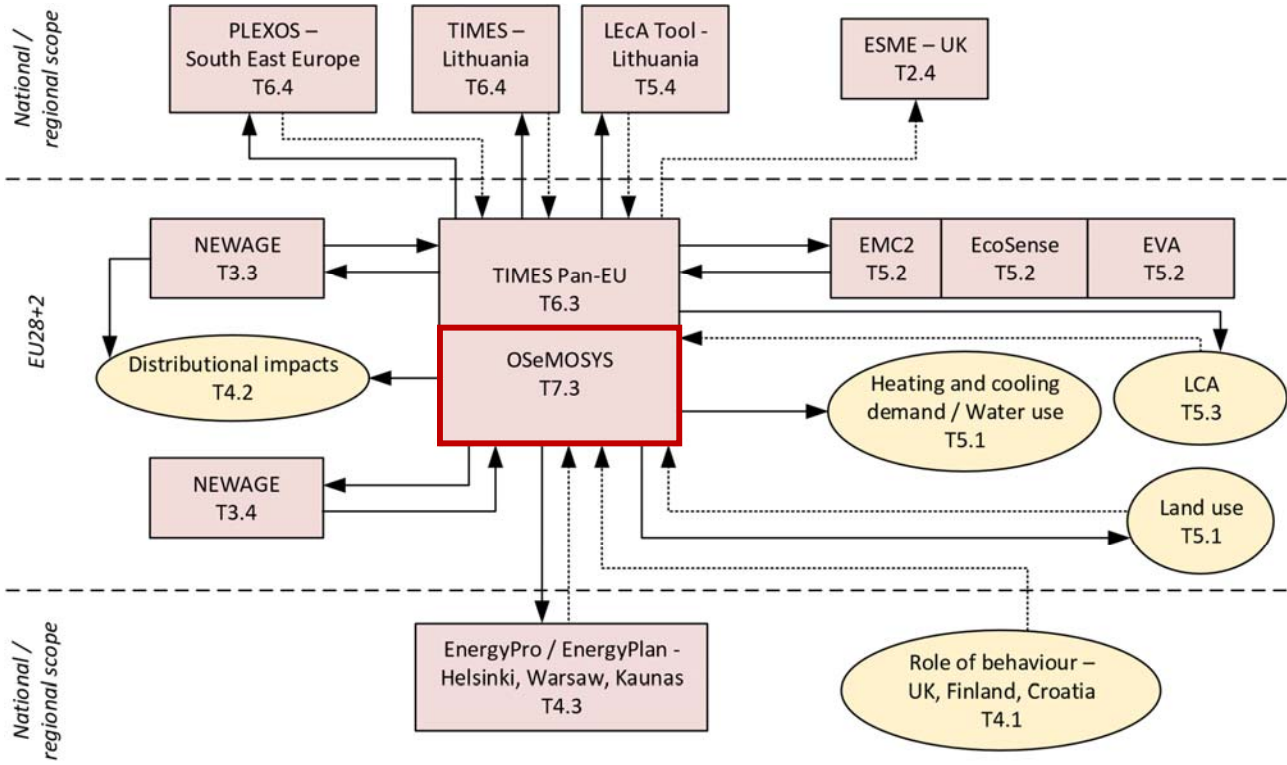 National /
regional scope
PLEXOS –
South East Europe
T6.4
TIMES –
Lithuania
T6.4
LEcA Tool -
Lithuania
T5.4
ESME – UK
T2.4
EU28+2
NEWAGE
T3.3
TIMES Pan-EU
T6.3
EMC2
T5.2
EcoSense
T5.2
EVA
T5.2
Distributional impacts
T4.2
OSeMOSYS
T7.3
Heating and cooling
demand / Water use
T5.1
LCA
T5.3
NEWAGE
T3.4
Land use
T5.1
National /
regional scope
EnergyPro / EnergyPlan -
Helsinki, Warsaw, Kaunas
T4.3
Role of behaviour –
UK, Finland, Croatia
T4.1